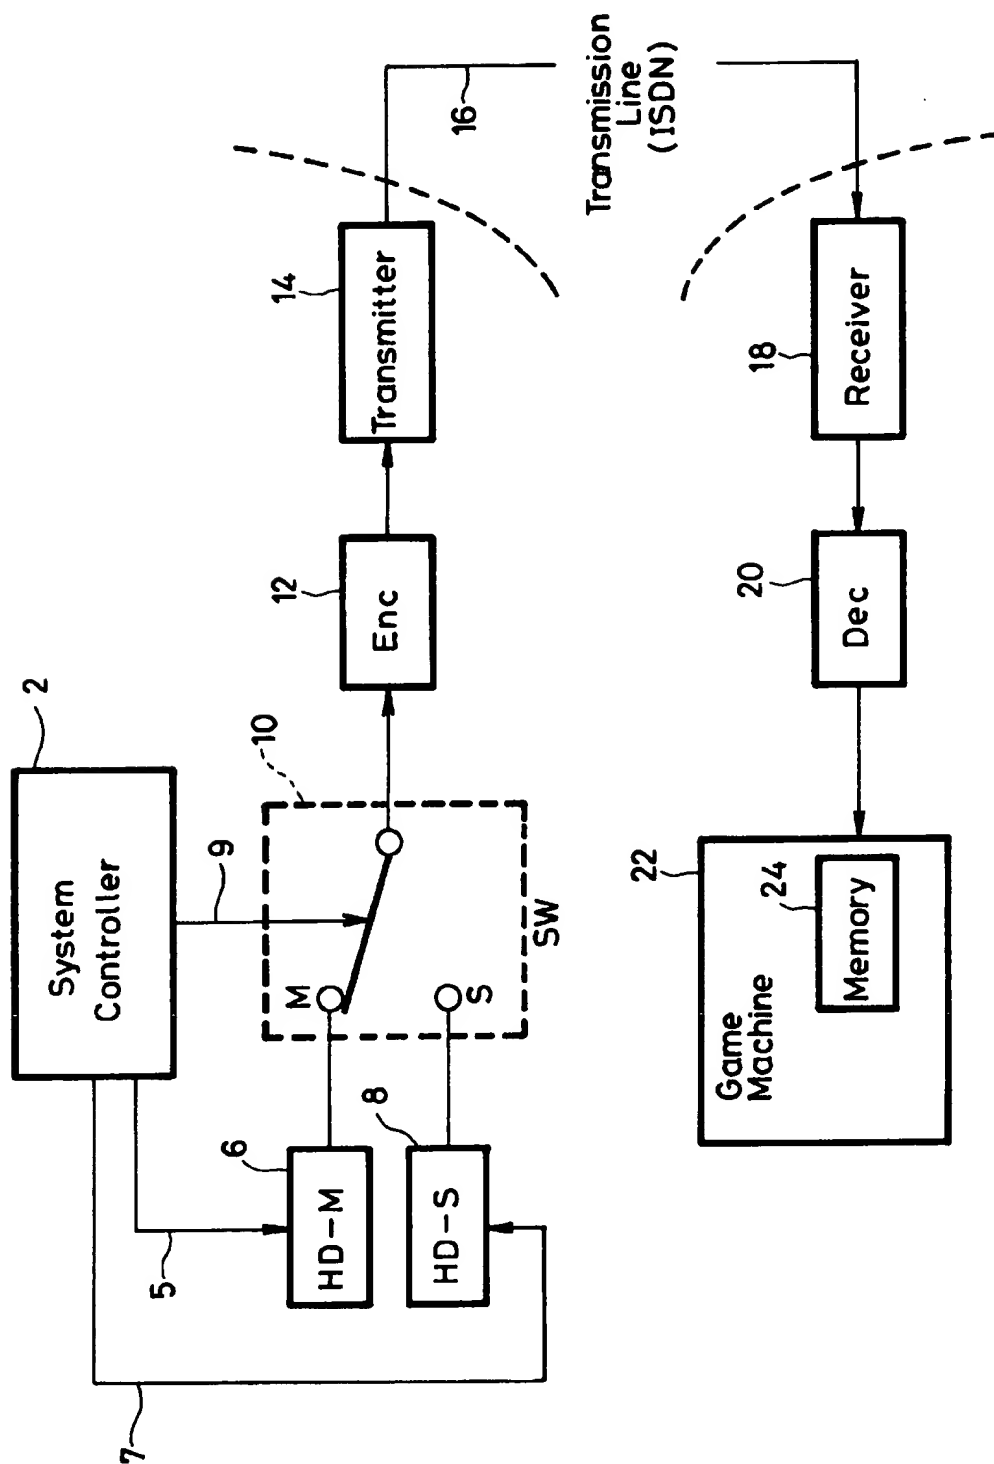 System
Controller
2
9
10
5
7
6
HD-M
8
HD-S
M
S
SW
12
Enc
14
Transmitter
16
Transmission
Line
(ISDN)
18
Receiver
20
Dec
22
Game
Machine
24
Memory